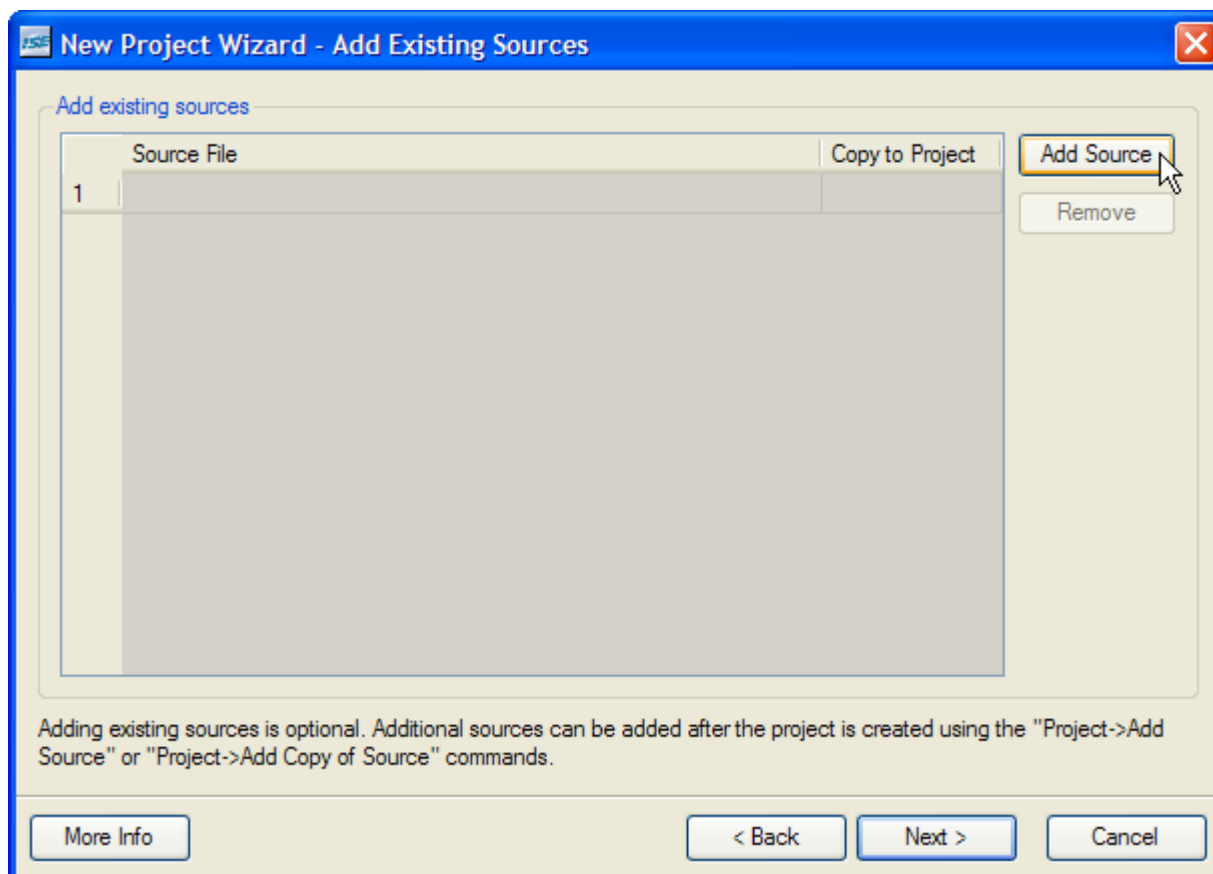 ISE New Project Wizard - Add Existing Sources
Add existing sources
Source File Copy to Project Add Source
1
Remove
Adding existing sources is optional. Additional sources can be added after the project is created using the "Project->Add
Source" or "Project->Add Copy of Source" commands.
More Info < Back Next > Cancel